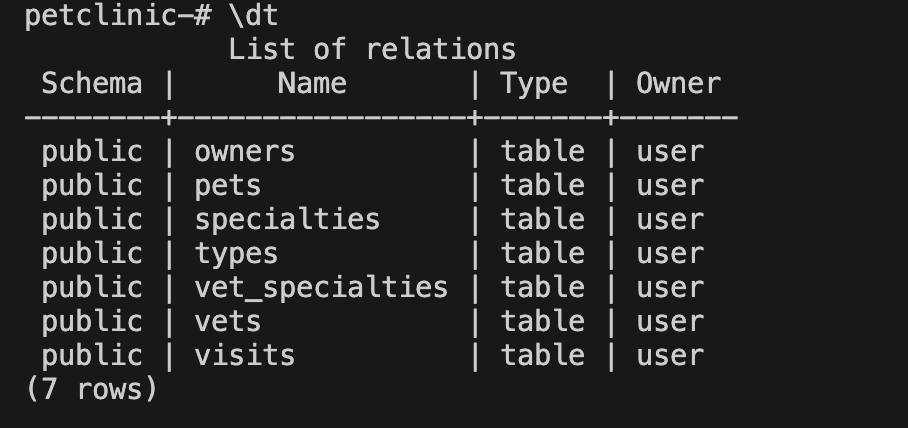 petclinic-# \dt
             List of relations
 Schema |      Name       | Type  | Owner
--------+-----------------+-------+-------
 public | owners          | table | user
 public | pets            | table | user
 public | specialties     | table | user
 public | types           | table | user
 public | vet_specialties | table | user
 public | vets            | table | user
 public | visits          | table | user
(7 rows)